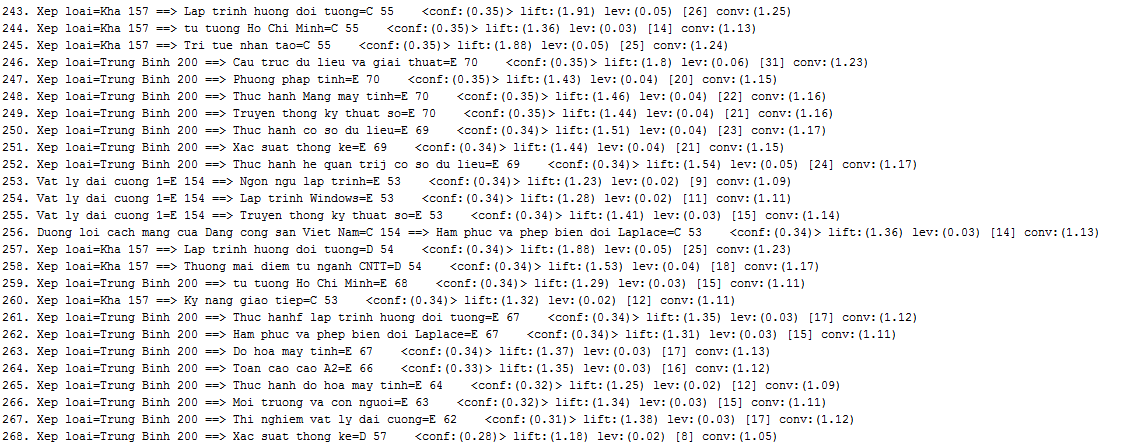 243. Xep loai=Kha 157 ==> Lap trinh huong doi tuong=C 55    <conf:(0.35)> lift:(1.91) lev:(0.05) [26] conv:(1.25)
244. Xep loai=Kha 157 ==> tu tuong Ho Chi Minh=C 55    <conf:(0.35)> lift:(1.36) lev:(0.03) [14] conv:(1.13)
245. Xep loai=Kha 157 ==> Tri tue nhan tao=C 55    <conf:(0.35)> lift:(1.88) lev:(0.05) [25] conv:(1.24)
246. Xep loai=Trung Binh 200 ==> Cau truc du lieu va giai thuat=E 70    <conf:(0.35)> lift:(1.8) lev:(0.06) [31] conv:(1.23)
247. Xep loai=Trung Binh 200 ==> Phuong phap tinh=E 70    <conf:(0.35)> lift:(1.43) lev:(0.04) [20] conv:(1.15)
248. Xep loai=Trung Binh 200 ==> Thuc hanh Mang may tinh=E 70    <conf:(0.35)> lift:(1.46) lev:(0.04) [22] conv:(1.16)
249. Xep loai=Trung Binh 200 ==> Truyen thong ky thuat so=E 70    <conf:(0.35)> lift:(1.44) lev:(0.04) [21] conv:(1.16)
250. Xep loai=Trung Binh 200 ==> Thuc hanh co so du lieu=E 69    <conf:(0.34)> lift:(1.51) lev:(0.04) [23] conv:(1.17)
251. Xep loai=Trung Binh 200 ==> Xac suat thong ke=E 69    <conf:(0.34)> lift:(1.44) lev:(0.04) [21] conv:(1.15)
252. Xep loai=Trung Binh 200 ==> Thuc hanh he quan trij co so du lieu=E 69    <conf:(0.34)> lift:(1.54) lev:(0.05) [24] conv:(1.17)
253. Vat ly dai cuong 1=E 154 ==> Ngon ngu lap trinh=E 53    <conf:(0.34)> lift:(1.23) lev:(0.02) [9] conv:(1.09)
254. Vat ly dai cuong 1=E 154 ==> Lap trinh Windows=E 53    <conf:(0.34)> lift:(1.28) lev:(0.02) [11] conv:(1.11)
255. Vat ly dai cuong 1=E 154 ==> Truyen thong ky thuat so=E 53    <conf:(0.34)> lift:(1.41) lev:(0.03) [15] conv:(1.14)
256. Duong loi cach mang cua Dang cong san Viet Nam=C 154 ==> Ham phuc va phep bien doi Laplace=C 53    <conf:(0.34)> lift:(1.36) lev:(0.03) [14] conv:(1.13)
257. Xep loai=Kha 157 ==> Lap trinh huong doi tuong=D 54    <conf:(0.34)> lift:(1.88) lev:(0.05) [25] conv:(1.23)
258. Xep loai=Kha 157 ==> Thuong mai diem tu nganh CNTT=D 54    <conf:(0.34)> lift:(1.53) lev:(0.04) [18] conv:(1.17)
259. Xep loai=Trung Binh 200 ==> tu tuong Ho Chi Minh=E 68    <conf:(0.34)> lift:(1.29) lev:(0.03) [15] conv:(1.11)
260. Xep loai=Kha 157 ==> Ky nang giao tiep=C 53    <conf:(0.34)> lift:(1.32) lev:(0.02) [12] conv:(1.11)
261. Xep loai=Trung Binh 200 ==> Thuc hanhf lap trinh huong doi tuong=E 67    <conf:(0.34)> lift:(1.35) lev:(0.03) [17] conv:(1.12)
262. Xep loai=Trung Binh 200 ==> Ham phuc va phep bien doi Laplace=E 67    <conf:(0.34)> lift:(1.31) lev:(0.03) [15] conv:(1.11)
263. Xep loai=Trung Binh 200 ==> Do hoa may tinh=E 67    <conf:(0.34)> lift:(1.37) lev:(0.03) [17] conv:(1.13)
264. Xep loai=Trung Binh 200 ==> Toan cao cao A2=E 66    <conf:(0.33)> lift:(1.35) lev:(0.03) [16] conv:(1.12)
265. Xep loai=Trung Binh 200 ==> Thuc hanh do hoa may tinh=E 64    <conf:(0.32)> lift:(1.25) lev:(0.02) [12] conv:(1.09)
266. Xep loai=Trung Binh 200 ==> Moi truong va con nguoi=E 63    <conf:(0.32)> lift:(1.34) lev:(0.03) [15] conv:(1.11)
267. Xep loai=Trung Binh 200 ==> Thi nghiem vat ly dai cuong=E 62    <conf:(0.31)> lift:(1.38) lev:(0.03) [17] conv:(1.12)
268. Xep loai=Trung Binh 200 ==> Xac suat thong ke=D 57    <conf:(0.28)> lift:(1.18) lev:(0.02) [8] conv:(1.05)